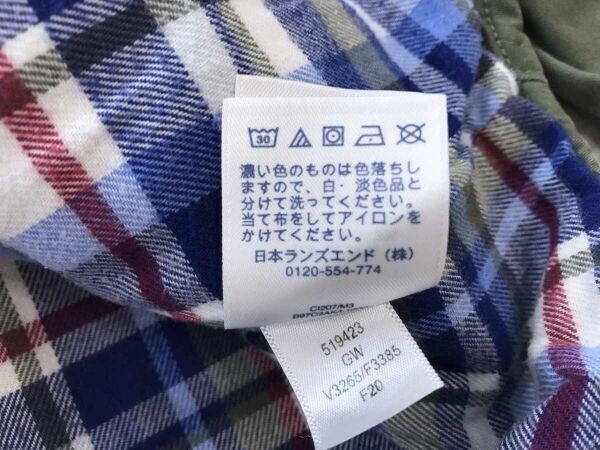 30
濃い色のものは色落ちし
ますので、白・淡色品と
分けて洗ってください。
当て布をしてアイロンを
かけてください。
日本ランズエンド（株）
0120-554-774
CI207/M3
519423
GW
V3265/F3385
F20